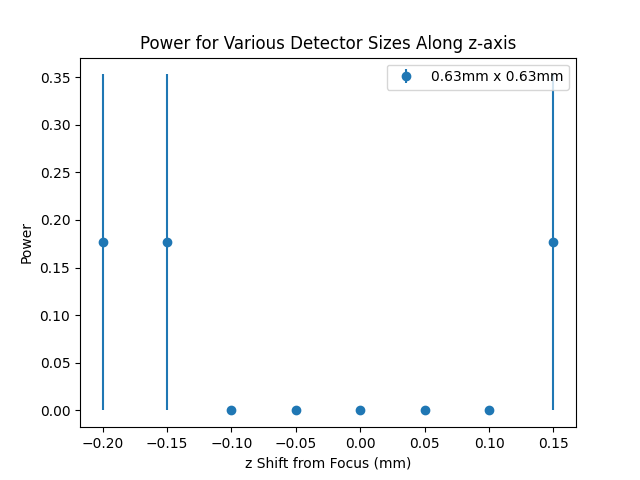 Power for Various Detector Sizes Along z-axis
0.63mm x 0.63mm
Power
0.35
0.30
0.25
0.20
0.15
0.10
0.05
0.00
−0.20 −0.15 −0.10 −0.05 0.00 0.05 0.10 0.15
z Shift from Focus (mm)